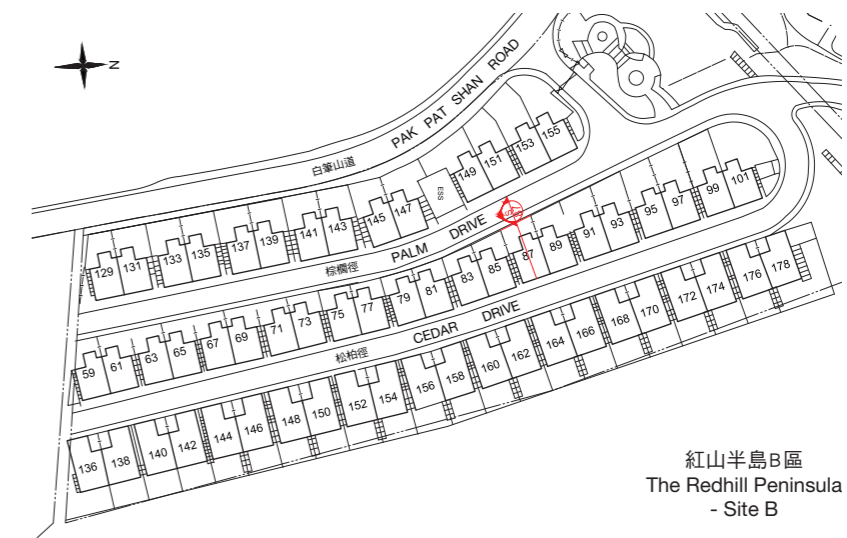 N
PAK PAT SHAN ROAD
白筆山道
153 155
149 151
ESS
145 147
141 143
137 139
133 135
129 131
PALM DRIVE
棕櫚徑
99 101
95 97
91 93
87 89
83 85
79 81
75 77
71 73
67 69
63 65
59 61
CEDAR DRIVE
松柏徑
176 178
172 174
168 170
164 166
160 162
156 158
152 154
148 150
144 146
140 142
136 138
紅山半島B區
The Redhill Peninsula
- Site B